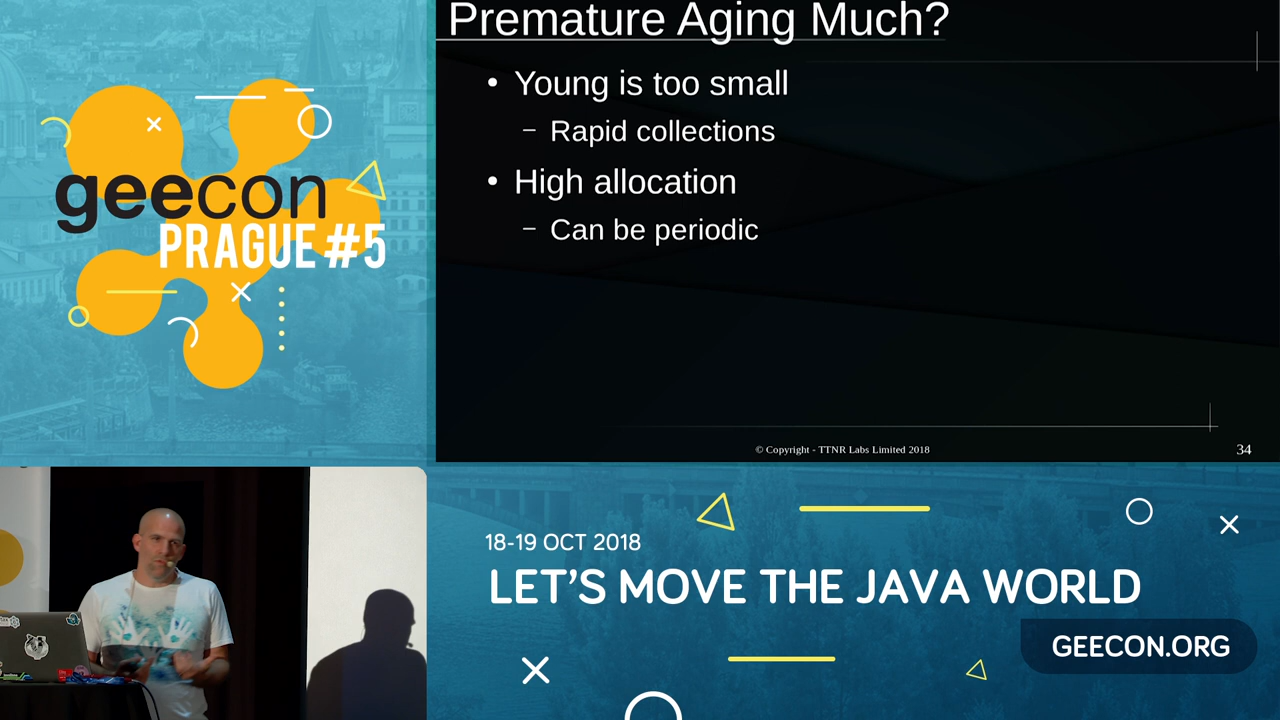 geecon
PRAGUE #5
Premature Aging Much?
• Young is too small
– Rapid collections
• High allocation
– Can be periodic
© Copyright - TTNR Labs Limited 2018
34
18-19 OCT 2018
LET'S MOVE THE JAVA WORLD
GEECON.ORG